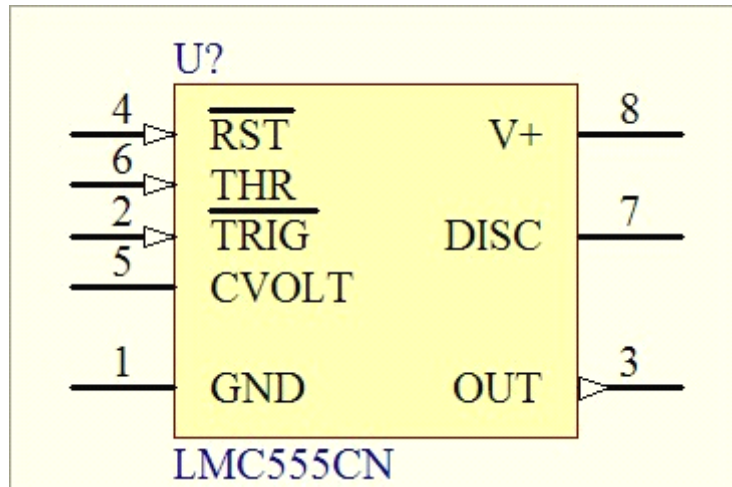 U?
4 RST V+ 8
6 THR
2 TRIG DISC 7
5 CVOLT
1 GND OUT 3
LMC555CN